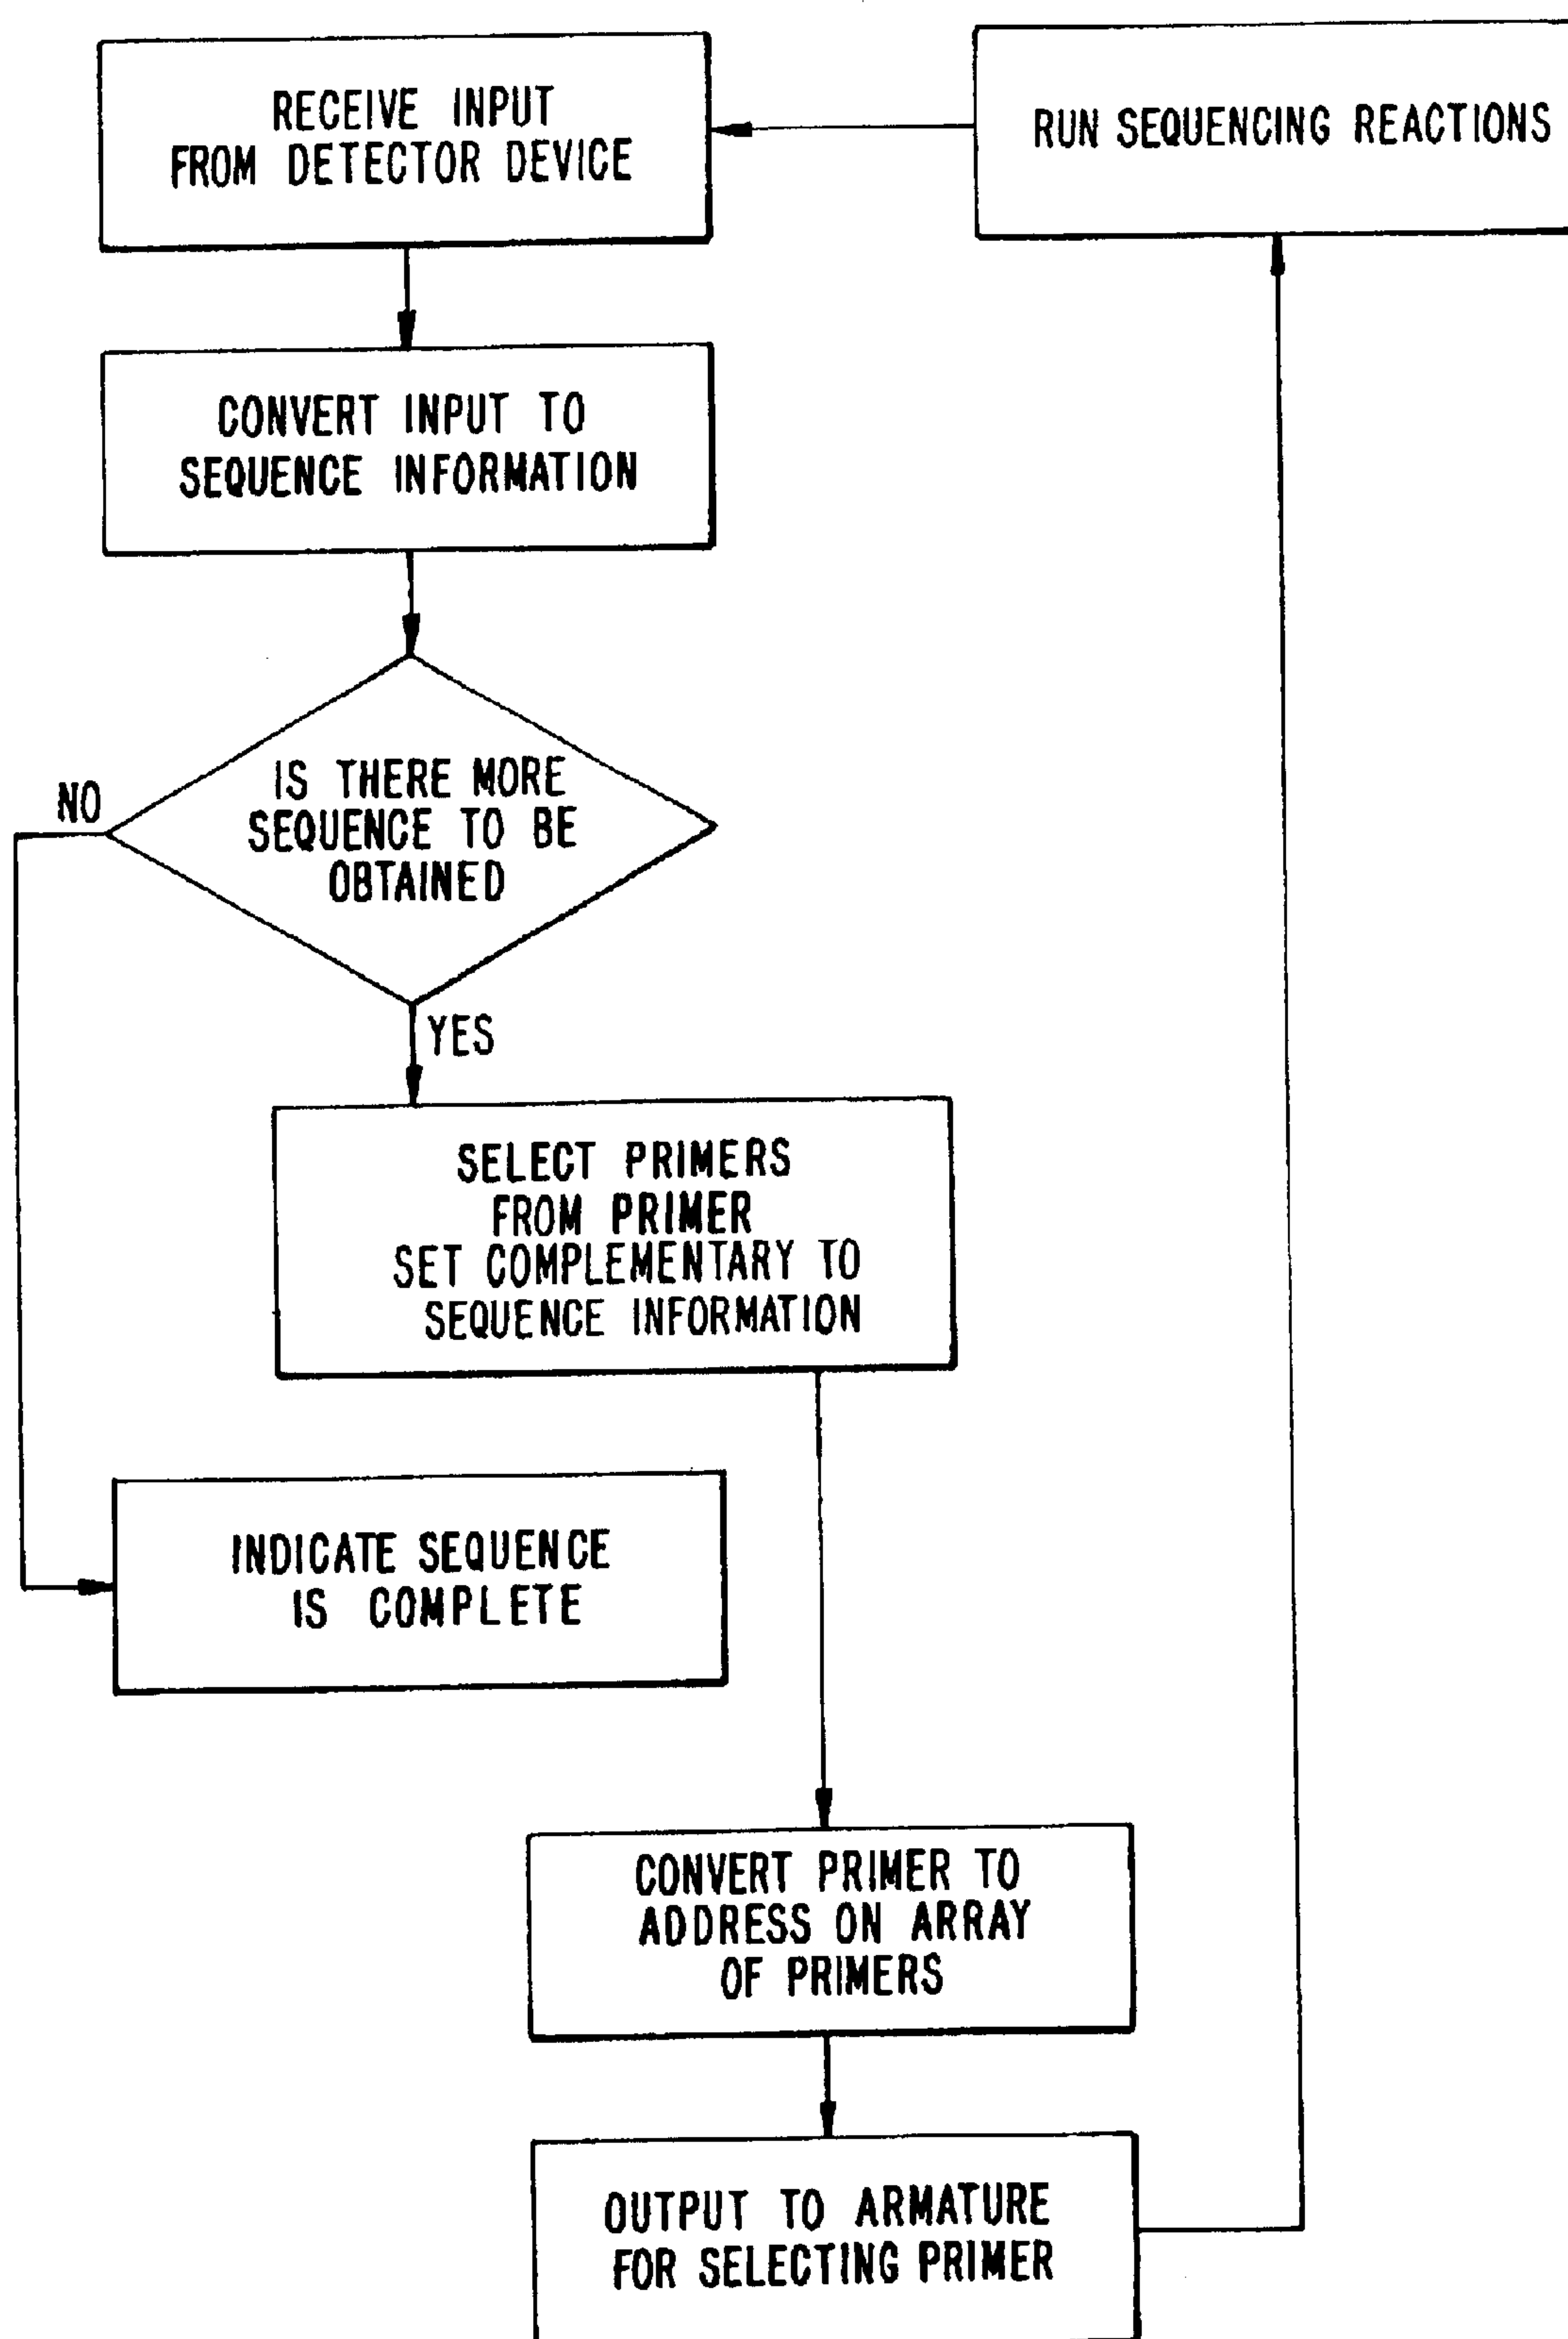 RECEIVE INPUT
FROM DETECTOR DEVICE
RUN SEQUENCING REACTIONS
CONVERT INPUT TO
SEQUENCE INFORMATION
NO
IS THERE MORE
SEQUENCE TO BE
OBTAINED
YES
SELECT PRIMERS
FROM PRIMER
SET COMPLEMENTARY TO
SEQUENCE INFORMATION
INDICATE SEQUENCE
IS COMPLETE
CONVERT PRIMER TO
ADDRESS ON ARRAY
OF PRIMERS
OUTPUT TO ARMATURE
FOR SELECTING PRIMER